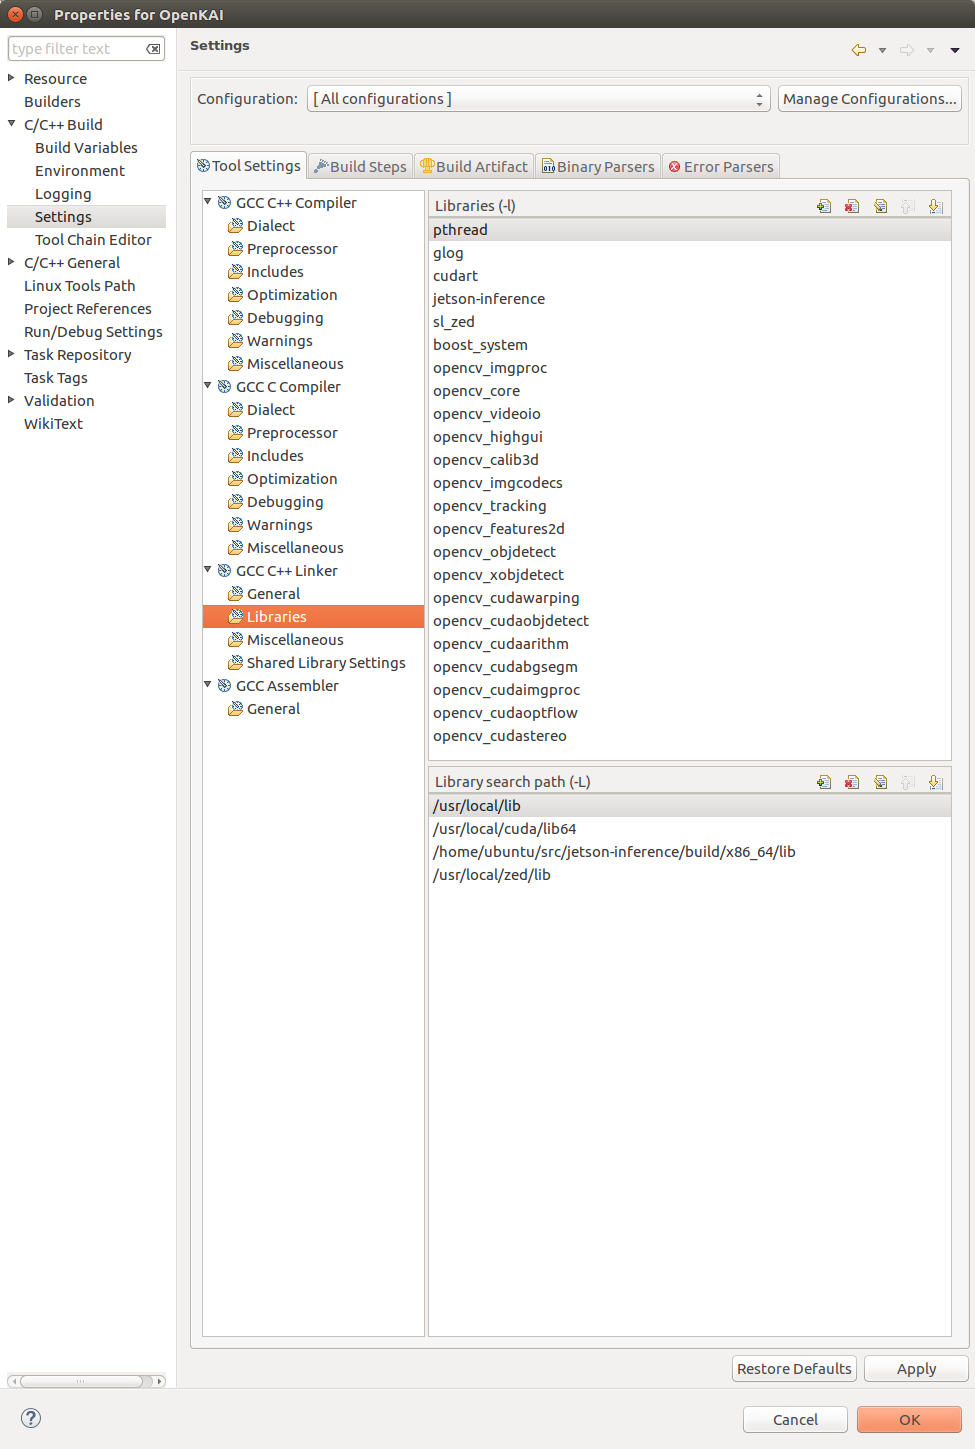 Properties for OpenKAI
type filter text
Resource
Builders
C/C++ Build
Build Variables
Environment
Logging
Settings
Tool Chain Editor
C/C++ General
Linux Tools Path
Project References
Run/Debug Settings
Task Repository
Task Tags
Validation
WikiText
Settings
Configuration: [ All configurations ] Manage Configurations...
Tool Settings Build Steps Build Artifact Binary Parsers Error Parsers
GCC C++ Compiler
Dialect
Preprocessor
Includes
Optimization
Debugging
Warnings
Miscellaneous
GCC C Compiler
Dialect
Preprocessor
Includes
Optimization
Debugging
Warnings
Miscellaneous
GCC C++ Linker
General
Libraries
Miscellaneous
Shared Library Settings
GCC Assembler
General
Libraries (-l)
pthread
glog
cudart
jetson-inference
sl_zed
boost_system
opencv_imgproc
opencv_core
opencv_videoio
opencv_highgui
opencv_calib3d
opencv_imgcodecs
opencv_tracking
opencv_features2d
opencv_objdetect
opencv_xobjdetect
opencv_cudawarping
opencv_cudaobjdetect
opencv_cudaarithm
opencv_cudabgsegm
opencv_cudaimgproc
opencv_cudaoptflow
opencv_cudastereo
Library search path (-L)
/usr/local/lib
/usr/local/cuda/lib64
/home/ubuntu/src/jetson-inference/build/x86_64/lib
/usr/local/zed/lib
Restore Defaults Apply
Cancel OK